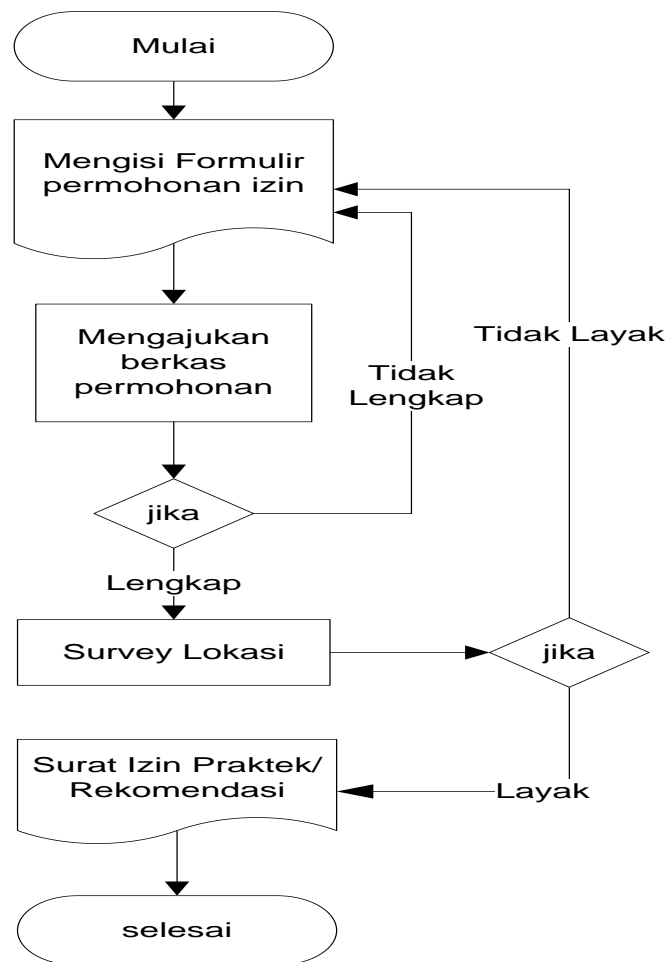 Mulai
Mengisi Formulir
permohonan izin
Mengajukan
berkas
permohonan
Tidak
Lengkap
Tidak Layak
jika
Lengkap
Survey Lokasi
jika
Layak
Surat Izin Praktek/
Rekomendasi
selesai